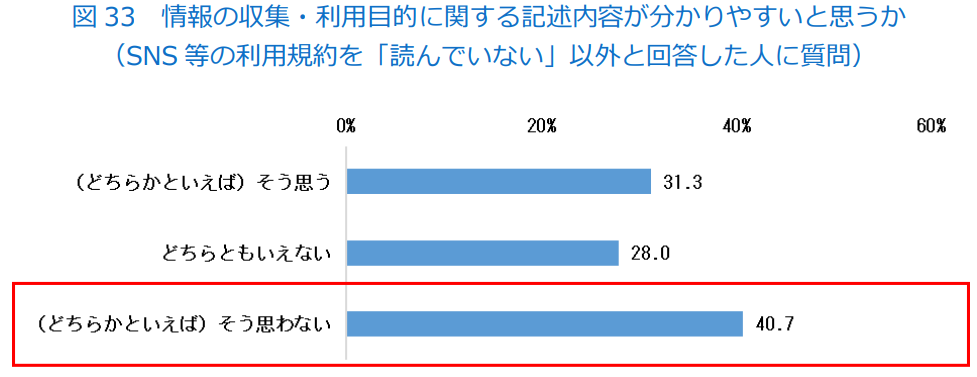 図 33 情報の収集・利用目的に関する記述内容が分かりやすいと思うか
（SNS 等の利用規約を「読んでいない」以外と回答した人に質問）
0% 20% 40% 60%
（どちらかといえば）そう思う 31.3
どちらともいえない 28.0
（どちらかといえば）そう思わない 40.7